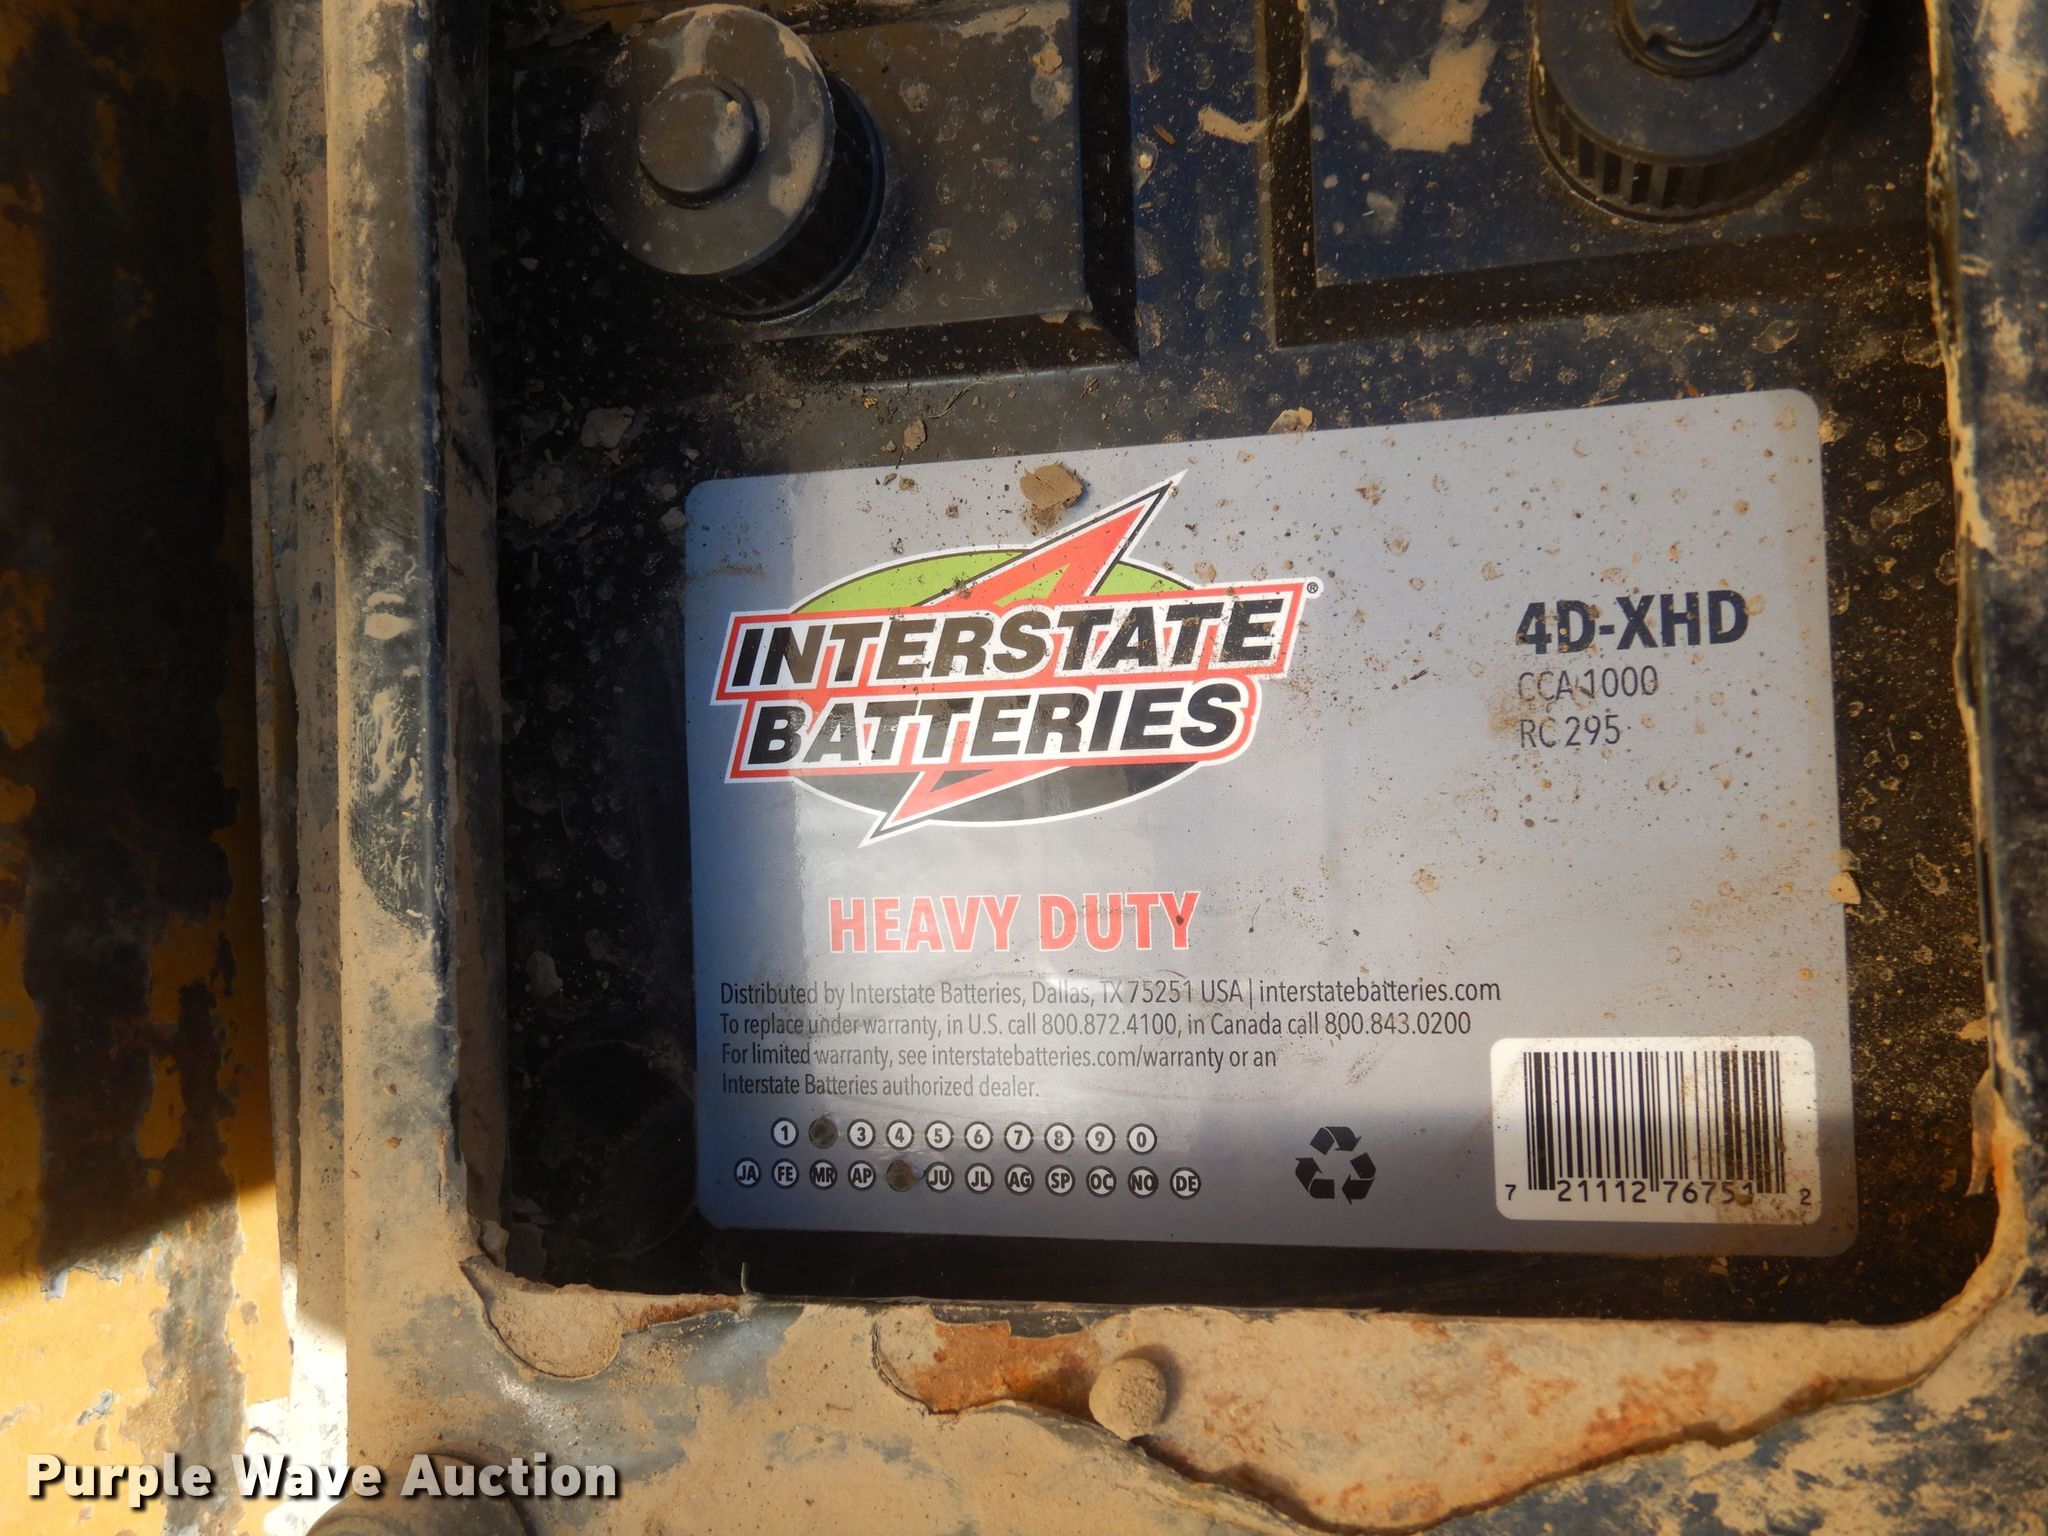 INTERSTATE®
BATTERIES
4D-XHD
CCA 1000
RC 295
HEAVY DUTY
Distributed by Interstate Batteries, Dallas, TX 75251 USA | interstatebatteries.com
To replace under warranty, in U.S. call 800.872.4100, in Canada call 800.843.0200
For limited warranty, see interstatebatteries.com/warranty or an
Interstate Batteries authorized dealer.
1 3 4 5 6 7 8 9 0
JA FE MR AP JU JL AG SP OC NO DE
7 21112 76751 2
Purple Wave Auction